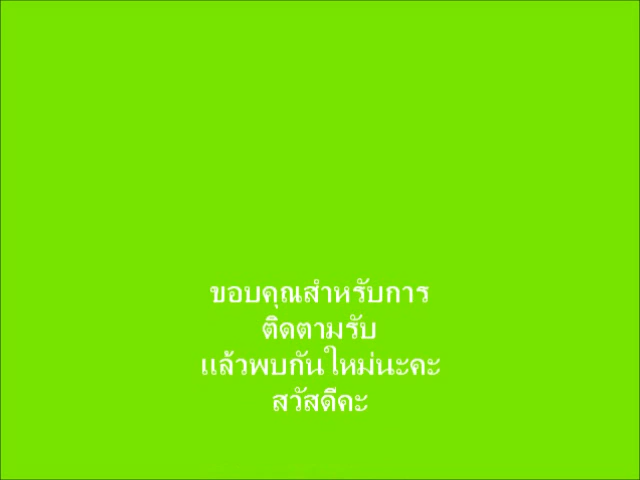 ขอบคุณสำหรับการ
ติดตามรับ
แล้วพบกันใหม่นะคะ
สวัสดีคะ